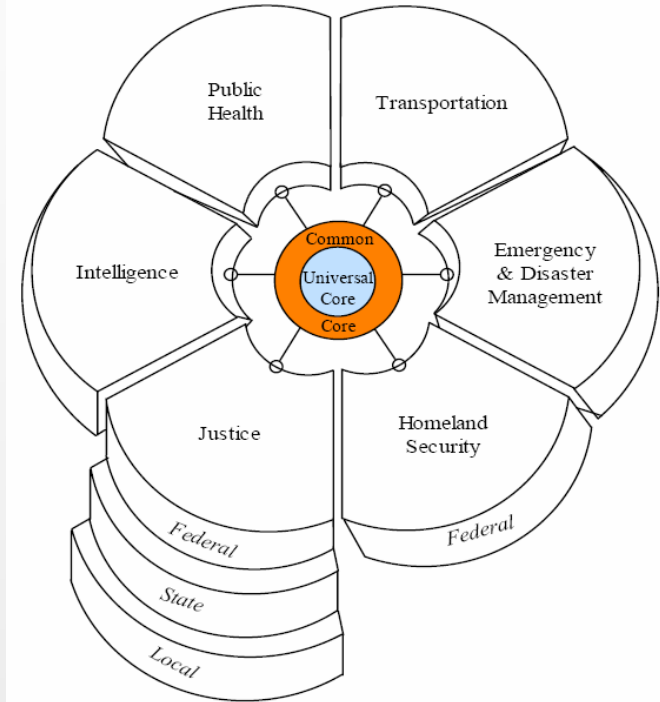 Public
Health
Transportation
Intelligence
Common
Universal
Core
Core
Emergency
& Disaster
Management
Justice
Homeland
Security
Federal
State
Local
Federal